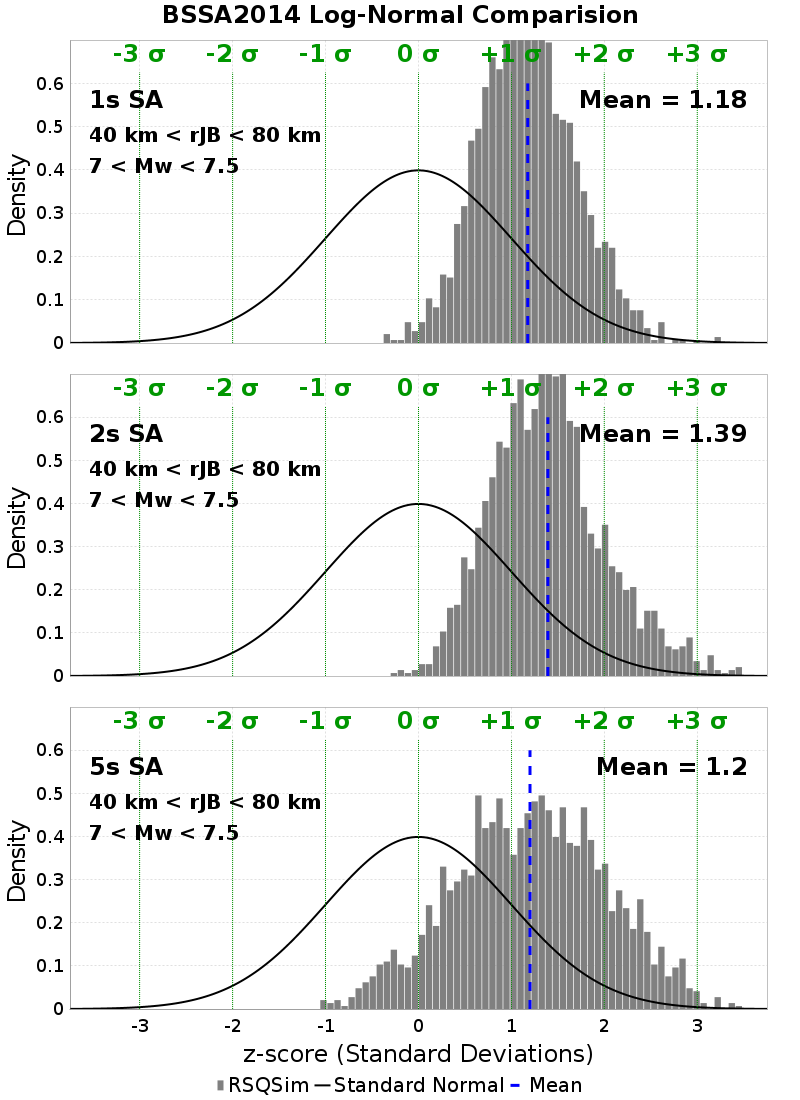 BSSA2014 Log-Normal Comparision
-3 σ -2 σ -1 σ 0 σ +1 σ +2 σ +3 σ
1s SA
Mean = 1.18
40 km < rJB < 80 km
7 < Mw < 7.5
Density
0.6
0.5
0.4
0.3
0.2
0.1
0
-3 σ -2 σ -1 σ 0 σ +1 σ +2 σ +3 σ
2s SA
Mean = 1.39
40 km < rJB < 80 km
7 < Mw < 7.5
Density
0.6
0.5
0.4
0.3
0.2
0.1
0
-3 σ -2 σ -1 σ 0 σ +1 σ +2 σ +3 σ
5s SA
Mean = 1.2
40 km < rJB < 80 km
7 < Mw < 7.5
Density
0.6
0.5
0.4
0.3
0.2
0.1
0
-3 -2 -1 0 1 2 3
z-score (Standard Deviations)
RSQSim Standard Normal Mean